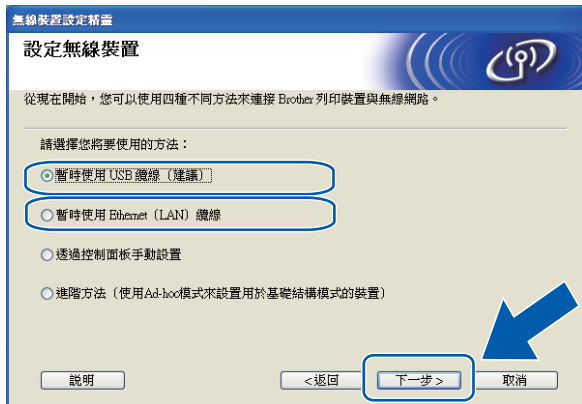 無線裝置設定精靈
設定無線裝置
從現在開始，您可以使用四種不同方法來連接 Brother 列印裝置與無線網路。
請選擇您將要使用的方法：
暫時使用 USB 纜線（建議）
暫時使用 Ethernet（LAN）纜線
透過控制面板手動設置
進階方法（使用Ad-hoc模式來設置用於基礎結構模式的裝置）
説明
<返回
下一步 >
取消